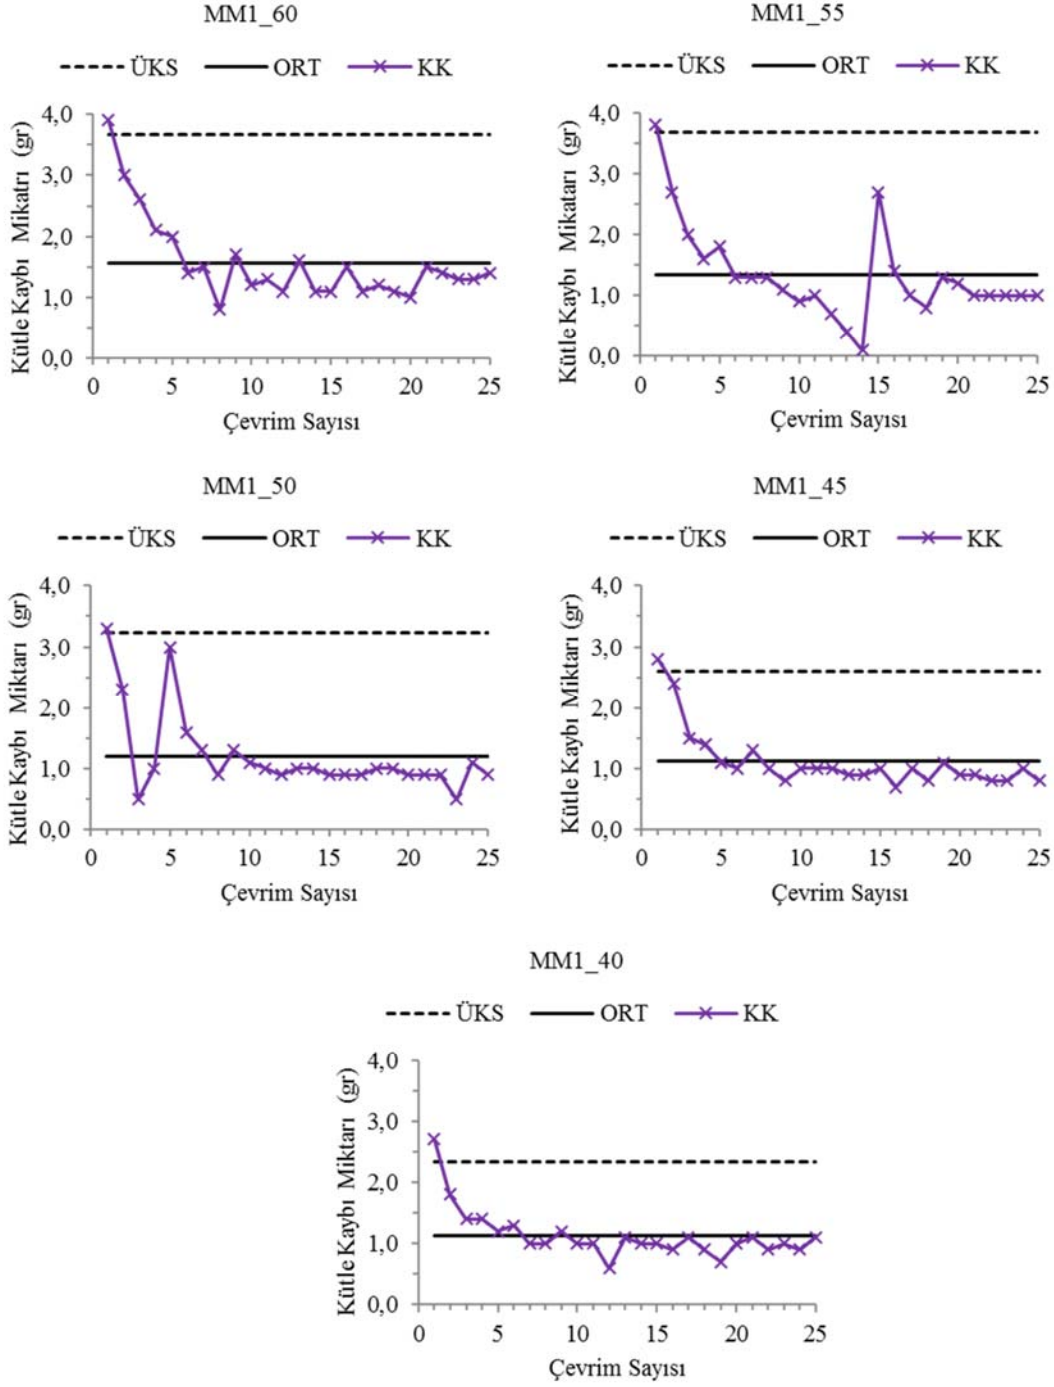 MM1_60
ÜKS ORT KK
Kütle Kaybı Mikatrı (gr)
4,0
3,0
2,0
1,0
0,0
0 5 10 15 20 25
Çevrim Sayısı
MM1_55
ÜKS ORT KK
Kütle Kaybı Mikatarı (gr)
4,0
3,0
2,0
1,0
0,0
0 5 10 15 20 25
Çevrim Sayısı
MM1_50
ÜKS ORT KK
Kütle Kaybı Miktarı (gr)
4,0
3,0
2,0
1,0
0,0
0 5 10 15 20 25
Çevrim Sayısı
MM1_45
ÜKS ORT KK
Kütle Kaybı Miktarı (gr)
4,0
3,0
2,0
1,0
0,0
0 5 10 15 20 25
Çevrim Sayısı
MM1_40
ÜKS ORT KK
Kütle Kaybı Miktarı (gr)
4,0
3,0
2,0
1,0
0,0
0 5 10 15 20 25
Çevrim Sayısı